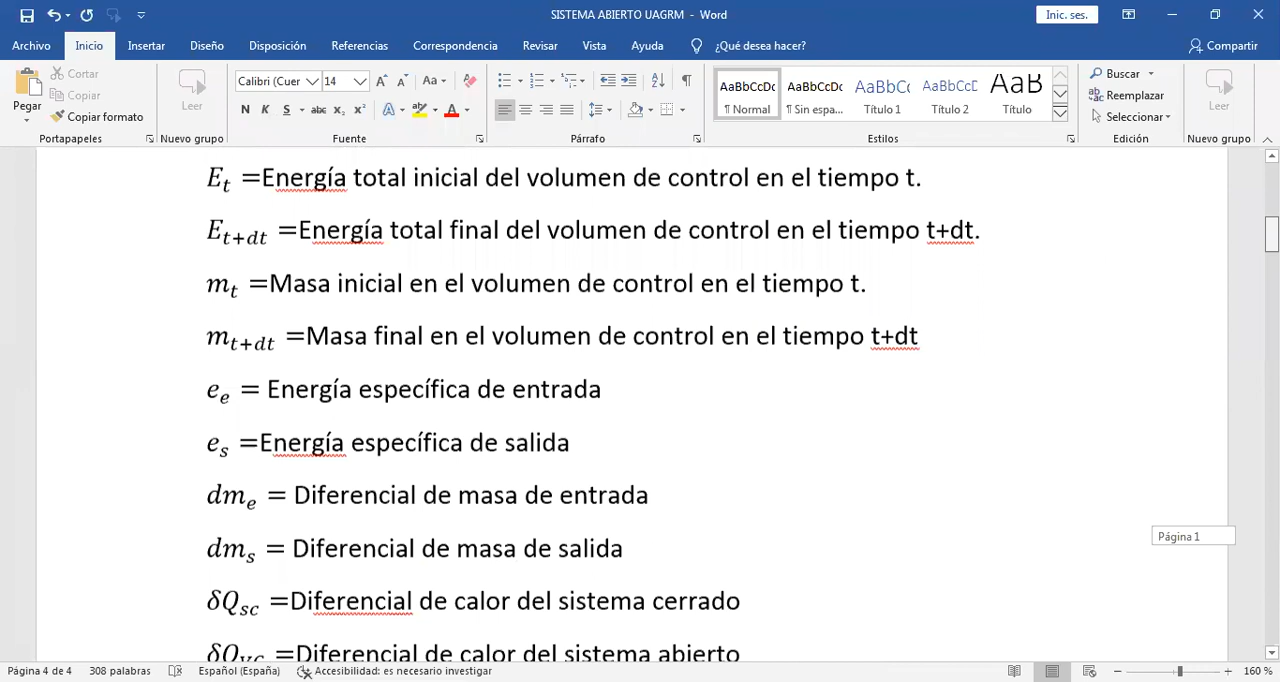 SISTEMA ABIERTO UAGRM - Word
Inic. ses.
Archivo Inicio Insertar Diseño Disposición Referencias Correspondencia Revisar Vista Ayuda ¿Qué desea hacer? Compartir
Pegar
Cortar
Copiar
Copiar formato
Leer
Calibri (Cuer 14
Aa
N K S abc x₂ x²
AaBbCcDc AaBbCcDc AaBbCc AaBbCcD AaB
¶ Normal ¶ Sin espa... Título 1 Título 2 Título
Buscar
Reemplazar
Seleccionar
Leer
Portapapeles Nuevo grupo Fuente Párrafo Estilos Edición Nuevo grupo
E_t =Energía total inicial del volumen de control en el tiempo t.
E_{t+dt} =Energía total final del volumen de control en el tiempo t+dt.
m_t =Masa inicial en el volumen de control en el tiempo t.
m_{t+dt} =Masa final en el volumen de control en el tiempo t+dt
e_e = Energía específica de entrada
e_s =Energía específica de salida
dm_e = Diferencial de masa de entrada
Página 1
dm_s = Diferencial de masa de salida
δQ_{sc} =Diferencial de calor del sistema cerrado
δQ_{VC} =Diferencial de calor del sistema abierto
Página 4 de 4 308 palabras Español (España) Accesibilidad: es necesario investigar 160 %